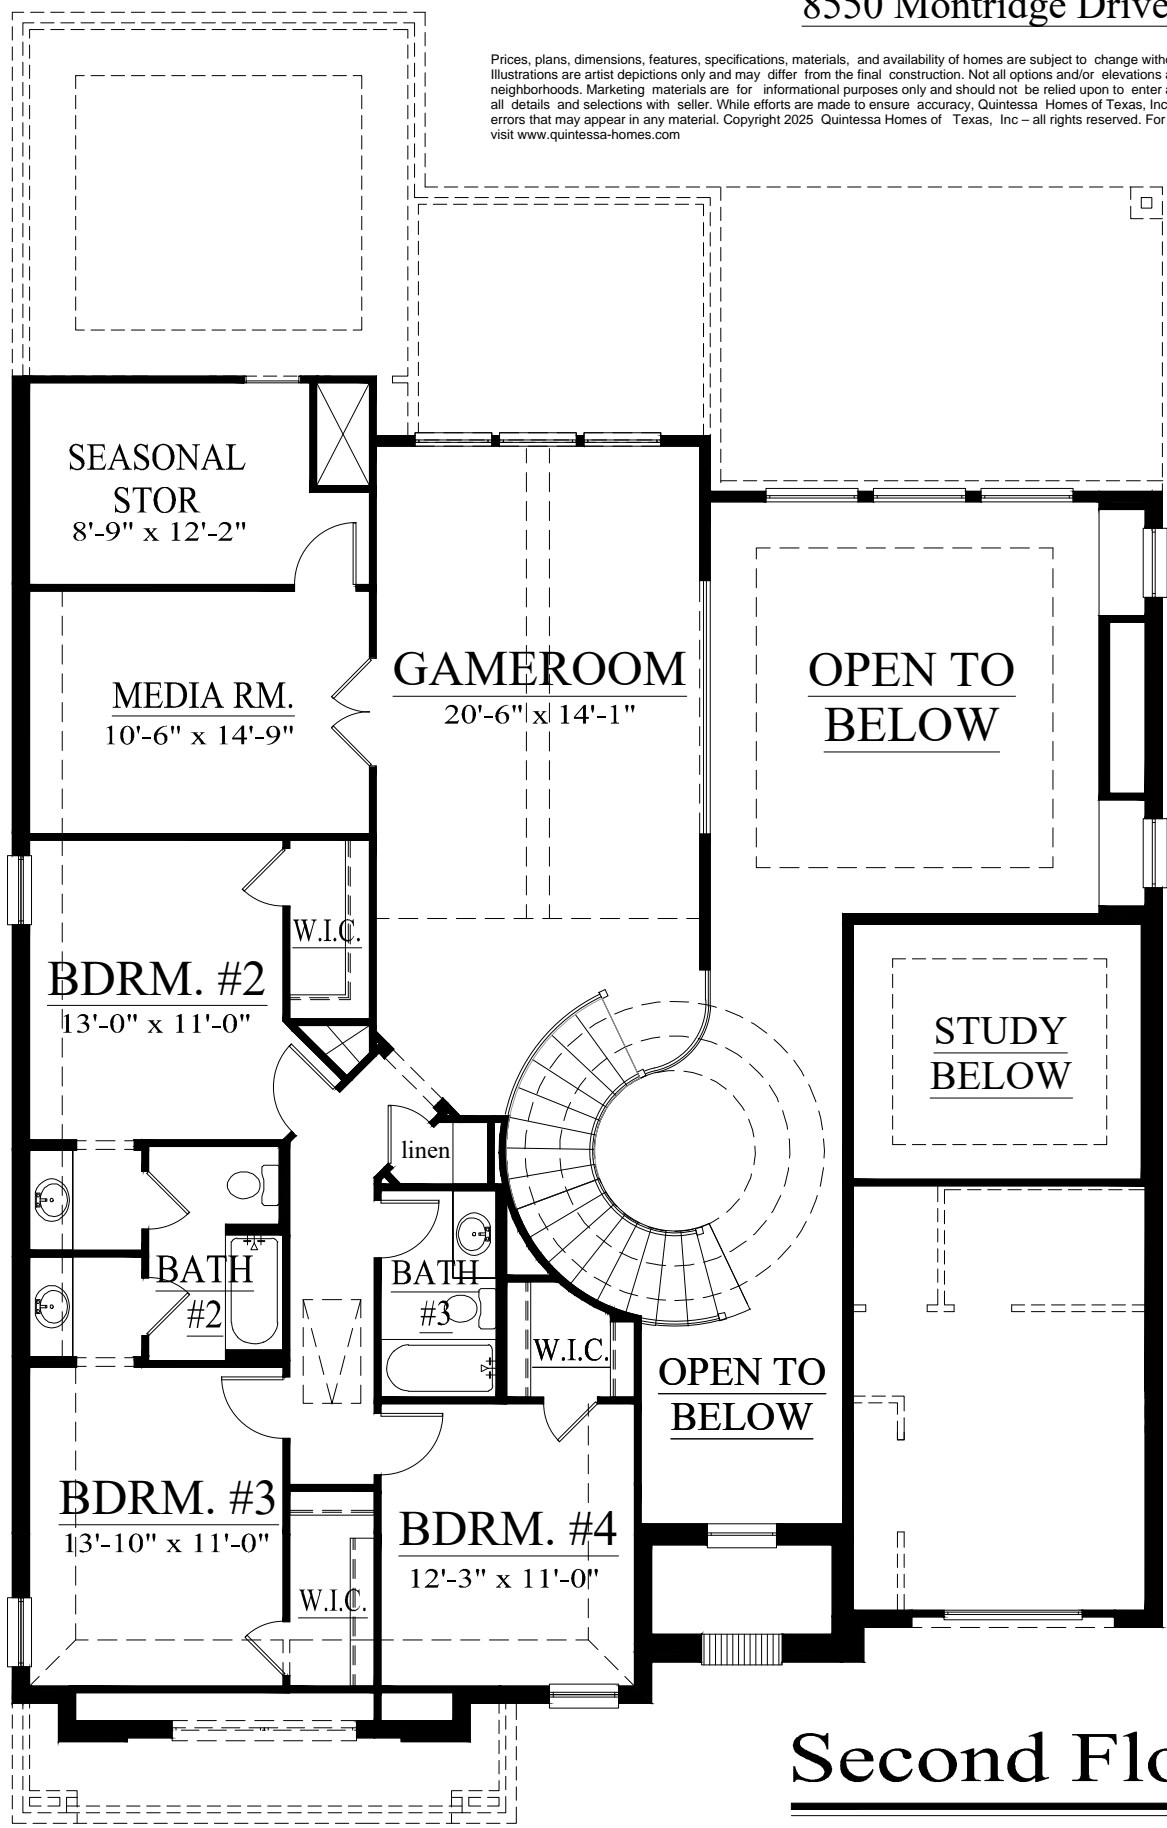 8550 Montridge Drive
Prices, plans, dimensions, features, specifications, materials, and availability of homes are subject to change
Illustrations are artist depictions only and may differ from the final construction. Not all options and/or elevations
neighborhoods. Marketing materials are for informational purposes only and should not be relied upon to enter
all details and selections with seller. While efforts are made to ensure accuracy, Quintessa Homes of Texas, Inc
errors that may appear in any material. Copyright 2025 Quintessa Homes of Texas, Inc – all rights reserved. For
visit www.quintessa-homes.com
SEASONAL
STOR
8'-9" x 12'-2"
MEDIA RM.
10'-6" x 14'-9"
GAMEROOM
20'-6" x 14'-1"
OPEN TO
BELOW
W.I.C.
BDRM. #2
13'-0" x 11'-0"
STUDY
BELOW
linen
BATH
#2
BATH
#3
W.I.C.
OPEN TO
BELOW
BDRM. #3
13'-10" x 11'-0"
W.I.C.
BDRM. #4
12'-3" x 11'-0"
Second